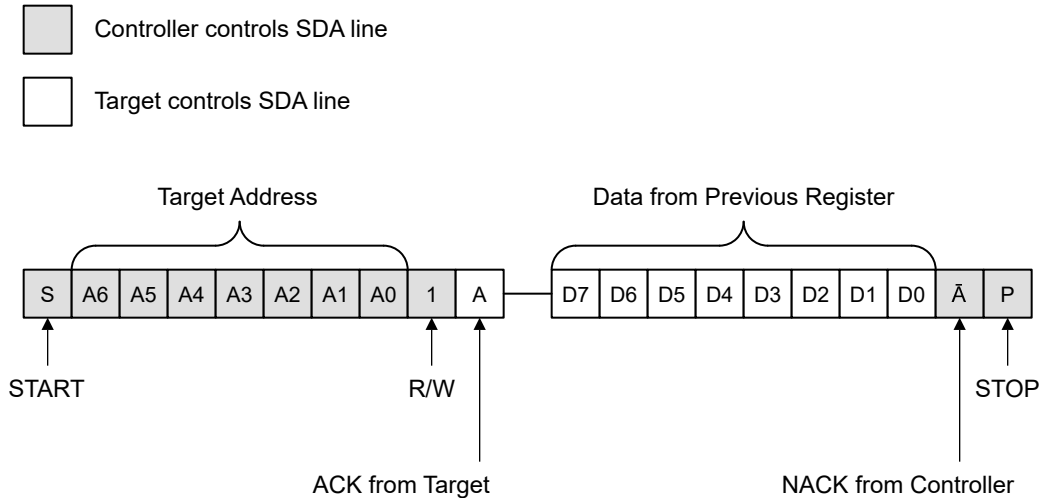 Controller controls SDA line
Target controls SDA line
Target Address
Data from Previous Register
S A6 A5 A4 A3 A2 A1 A0 1 A D7 D6 D5 D4 D3 D2 D1 D0 Ā P
START
R/W
STOP
ACK from Target
NACK from Controller